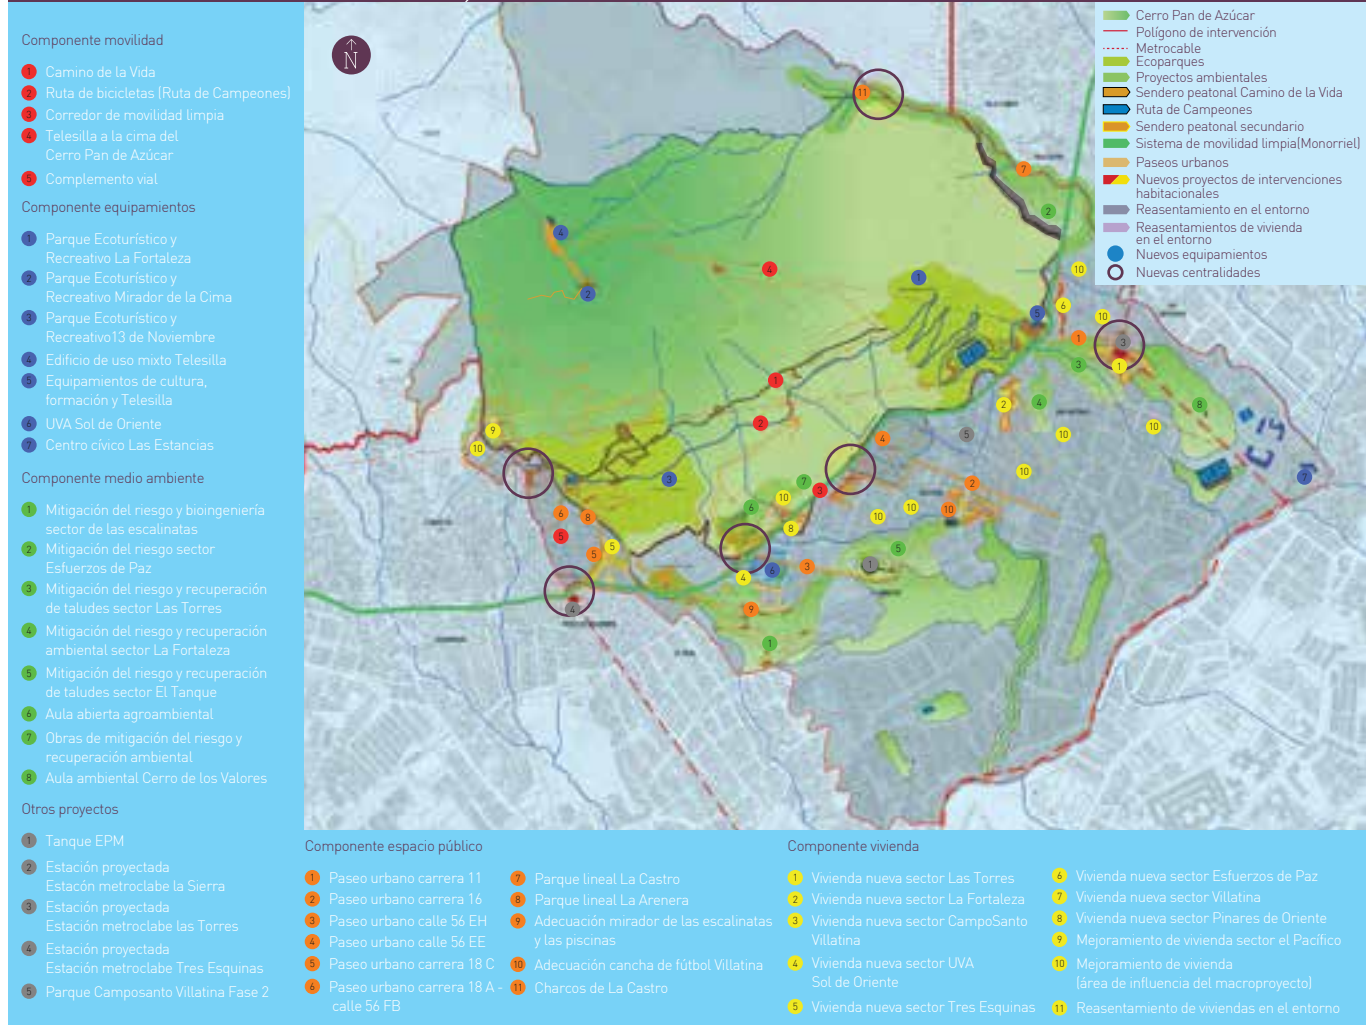 Componente movilidad
1 Camino de la Vida
2 Ruta de bicicletas (Ruta de Campeones)
3 Corredor de movilidad limpia
4 Telesilla a la cima del
Cerro Pan de Azúcar
5 Complemento vial
Componente equipamientos
1 Parque Ecoturístico y
Recreativo La Fortaleza
2 Parque Ecoturístico y
Recreativo Mirador de la Cima
3 Parque Ecoturístico y
Recreativo13 de Noviembre
4 Edificio de uso mixto Telesilla
5 Equipamientos de cultura,
formación y Telesilla
6 UVA Sol de Oriente
7 Centro cívico Las Estancias
Componente medio ambiente
1 Mitigación del riesgo y bioingeniería
sector de las escalinatas
2 Mitigación del riesgo sector
Esfuerzos de Paz
3 Mitigación del riesgo y recuperación
de taludes sector Las Torres
4 Mitigación del riesgo y recuperación
ambiental sector La Fortaleza
5 Mitigación del riesgo y recuperación
de taludes sector El Tanque
6 Aula abierta agroambiental
7 Obras de mitigación del riesgo y
recuperación ambiental
8 Aula ambiental Cerro de los Valores
Otros proyectos
1 Tanque EPM
2 Estación proyectada
Estacón metroclabe la Sierra
3 Estación proyectada
Estación metroclabe las Torres
4 Estación proyectada
Estación metroclabe Tres Esquinas
5 Parque Camposanto Villatina Fase 2
N
Cerro Pan de Azúcar
Polígono de intervención
Metrocable
Ecoparques
Proyectos ambientales
Sendero peatonal Camino de la Vida
Ruta de Campeones
Sendero peatonal secundario
Sistema de movilidad limpia(Monorriel)
Paseos urbanos
Nuevos proyectos de intervenciones
habitacionales
Reasentamiento en el entorno
Reasentamientos de vivienda
en el entorno
Nuevos equipamientos
Nuevas centralidades
Componente espacio público
1 Paseo urbano carrera 11
2 Paseo urbano carrera 16
3 Paseo urbano calle 56 EH
4 Paseo urbano calle 56 EE
5 Paseo urbano carrera 18 C
6 Paseo urbano carrera 18 A -
calle 56 FB
7 Parque lineal La Castro
8 Parque lineal La Arenera
9 Adecuación mirador de las escalinatas
y las piscinas
10 Adecuación cancha de fútbol Villatina
11 Charcos de La Castro
Componente vivienda
1 Vivienda nueva sector Las Torres
2 Vivienda nueva sector La Fortaleza
3 Vivienda nueva sector CampoSanto
Villatina
4 Vivienda nueva sector UVA
Sol de Oriente
5 Vivienda nueva sector Tres Esquinas
6 Vivienda nueva sector Esfuerzos de Paz
7 Vivienda nueva sector Villatina
8 Vivienda nueva sector Pinares de Oriente
9 Mejoramiento de vivienda sector el Pacífico
10 Mejoramiento de vivienda
(área de influencia del macroproyecto)
11 Reasentamiento de viviendas en el entorno